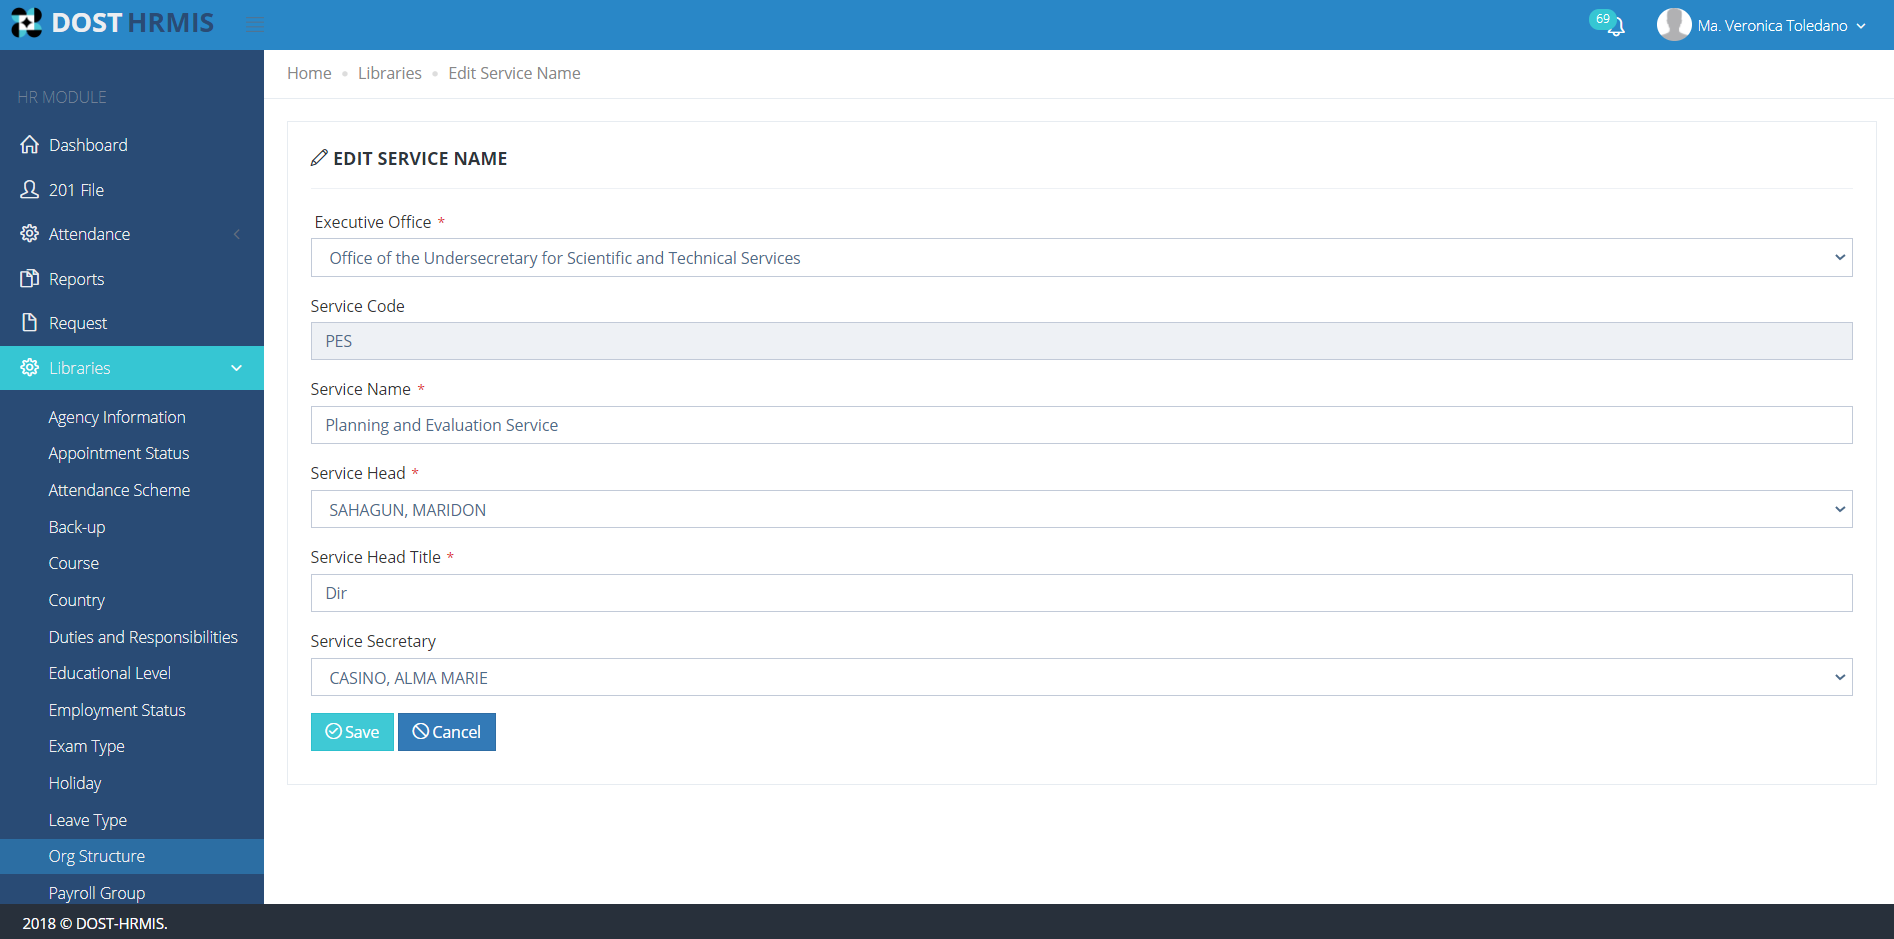 DOST HRMIS
69
Ma. Veronica Toledano
HR MODULE
Dashboard
201 File
Attendance
Reports
Request
Libraries
Agency Information
Appointment Status
Attendance Scheme
Back-up
Course
Country
Duties and Responsibilities
Educational Level
Employment Status
Exam Type
Holiday
Leave Type
Org Structure
Payroll Group
Home Libraries Edit Service Name
EDIT SERVICE NAME
Executive Office *
Office of the Undersecretary for Scientific and Technical Services
Service Code
PES
Service Name *
Planning and Evaluation Service
Service Head *
SAHAGUN, MARIDON
Service Head Title *
Dir
Service Secretary
CASINO, ALMA MARIE
Save Cancel
2018 © DOST-HRMIS.